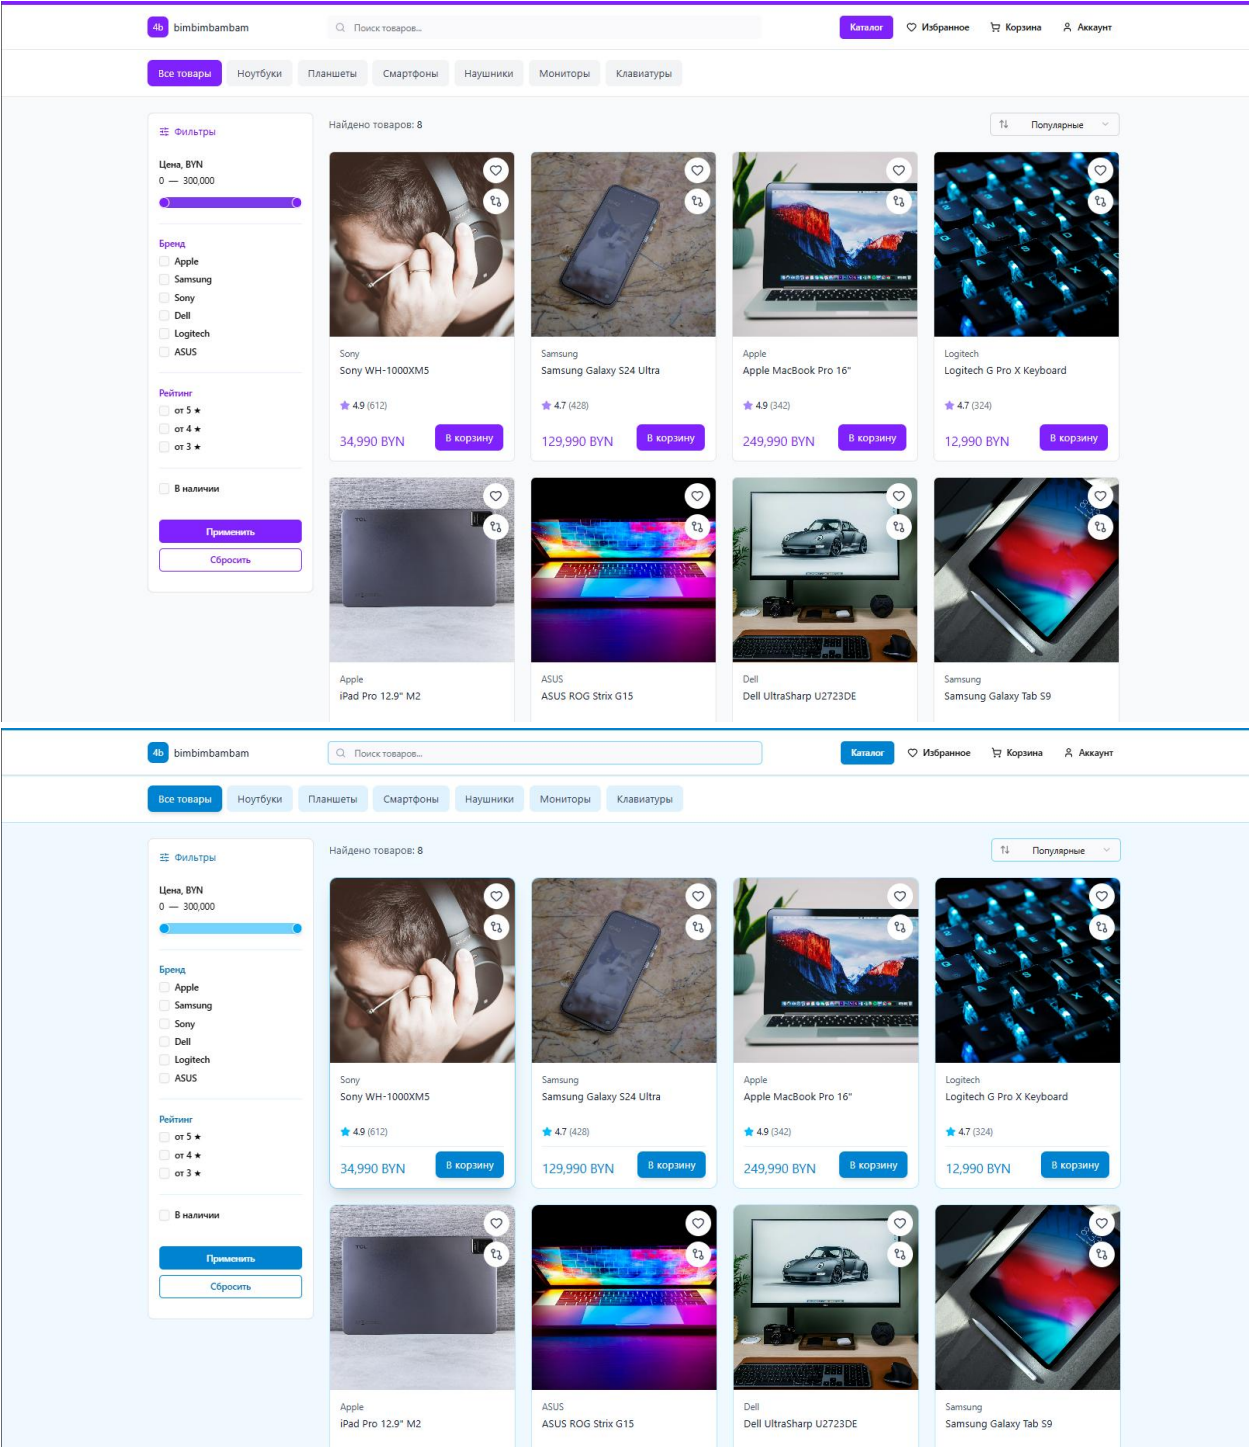 4b bimbimbambam Поиск товаров... Каталог Избранное Корзина Аккаунт
Все товары Ноутбуки Планшеты Смартфоны Наушники Мониторы Клавиатуры
Фильтры
Цена, BYN
0 — 300,000
Бренд
Apple
Samsung
Sony
Dell
Logitech
ASUS
Рейтинг
от 5 ★
от 4 ★
от 3 ★
В наличии
Применить
Сбросить
Найдено товаров: 8 Популярные
Sony
Sony WH-1000XM5
4.9 (612)
34,990 BYN В корзину
Samsung
Samsung Galaxy S24 Ultra
4.7 (428)
129,990 BYN В корзину
Apple
Apple MacBook Pro 16"
4.9 (342)
249,990 BYN В корзину
Logitech
Logitech G Pro X Keyboard
4.7 (324)
12,990 BYN В корзину
TCL
Apple
iPad Pro 12.9" M2
ASUS
ASUS ROG Strix G15
Dell
Dell UltraSharp U2723DE
Samsung
Samsung Galaxy Tab S9
4b bimbimbambam Поиск товаров... Каталог Избранное Корзина Аккаунт
Все товары Ноутбуки Планшеты Смартфоны Наушники Мониторы Клавиатуры
Фильтры
Цена, BYN
0 — 300,000
Бренд
Apple
Samsung
Sony
Dell
Logitech
ASUS
Рейтинг
от 5 ★
от 4 ★
от 3 ★
В наличии
Применить
Сбросить
Найдено товаров: 8 Популярные
Sony
Sony WH-1000XM5
4.9 (612)
34,990 BYN В корзину
Samsung
Samsung Galaxy S24 Ultra
4.7 (428)
129,990 BYN В корзину
Apple
Apple MacBook Pro 16"
4.9 (342)
249,990 BYN В корзину
Logitech
Logitech G Pro X Keyboard
4.7 (324)
12,990 BYN В корзину
TCL
Apple
iPad Pro 12.9" M2
ASUS
ASUS ROG Strix G15
Dell
Dell UltraSharp U2723DE
Samsung
Samsung Galaxy Tab S9